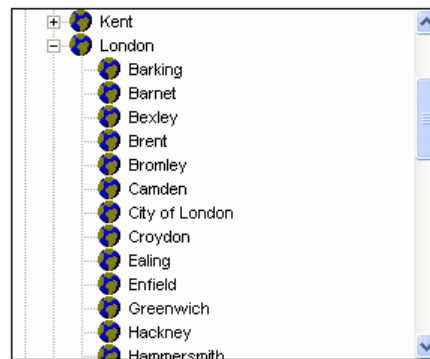 Kent
London
Barking
Barnet
Bexley
Brent
Bromley
Camden
City of London
Croydon
Ealing
Enfield
Greenwich
Hackney
Hammersmith